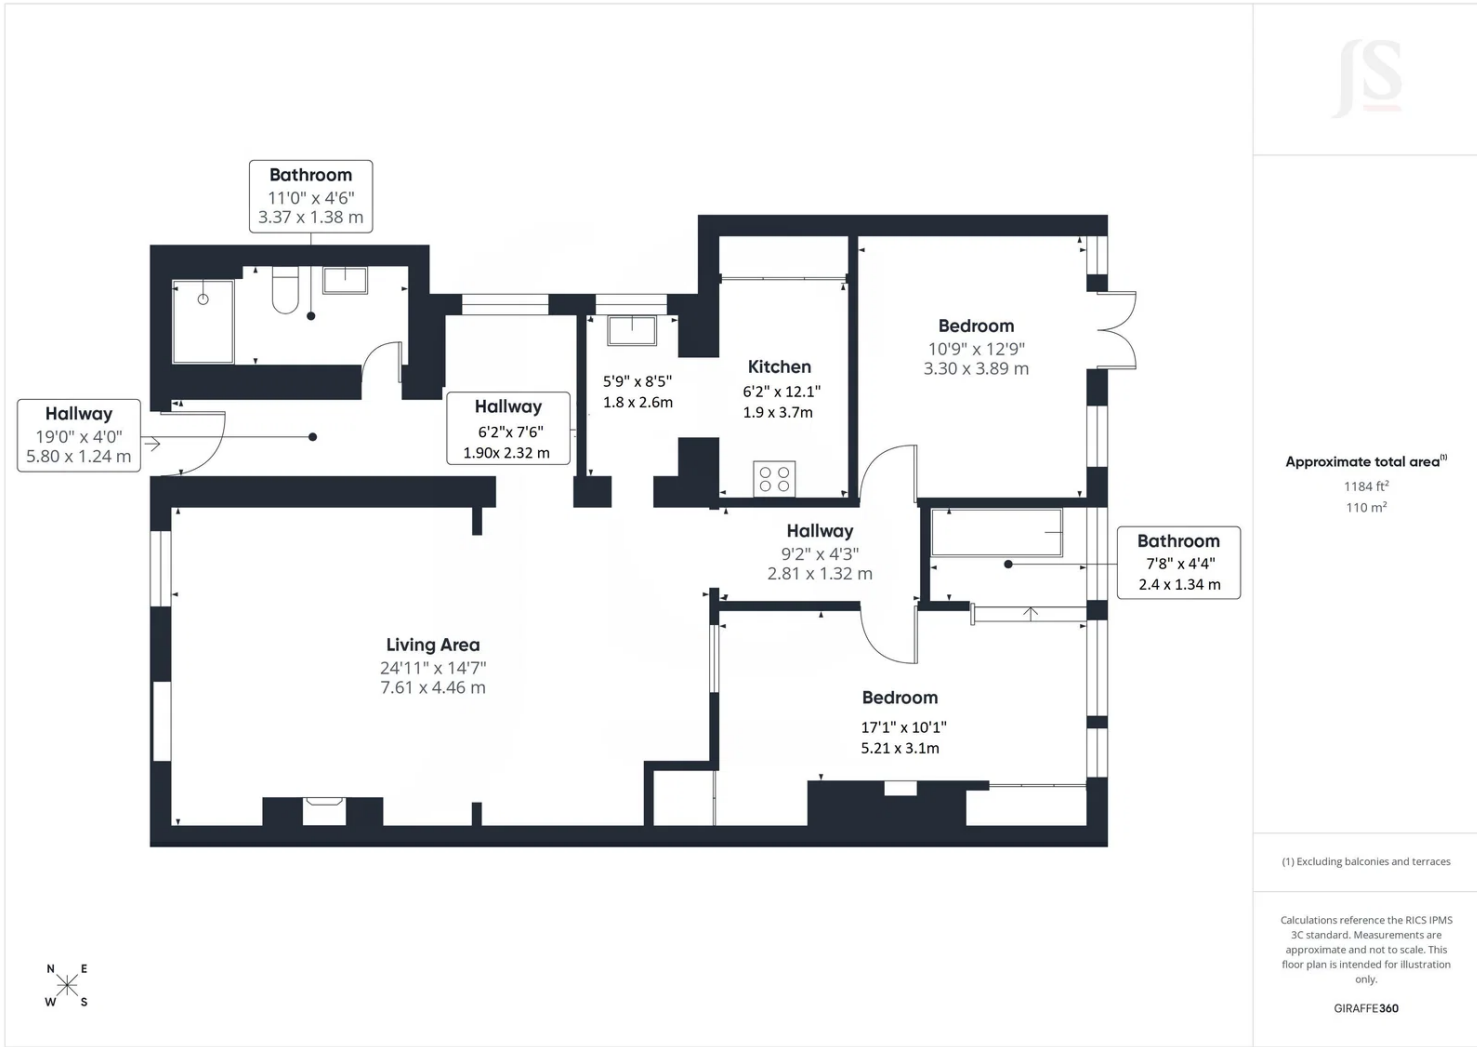 JS
Bathroom
11'0" x 4'6"
3.37 x 1.38 m
Hallway
19'0" x 4'0"
5.80 x 1.24 m
Hallway
6'2"x 7'6"
1.90x 2.32 m
5'9" x 8'5"
1.8 x 2.6m
Kitchen
6'2" x 12.1"
1.9 x 3.7m
Bedroom
10'9" x 12'9"
3.30 x 3.89 m
Hallway
9'2" x 4'3"
2.81 x 1.32 m
Bathroom
7'8" x 4'4"
2.4 x 1.34 m
Living Area
24'11" x 14'7"
7.61 x 4.46 m
Bedroom
17'1" x 10'1"
5.21 x 3.1m
N E
W S
Approximate total area(1)
1184 ft²
110 m²
(1) Excluding balconies and terraces
Calculations reference the RICS IPMS
3C standard. Measurements are
approximate and not to scale. This
floor plan is intended for illustration
only.
GIRAFFE360